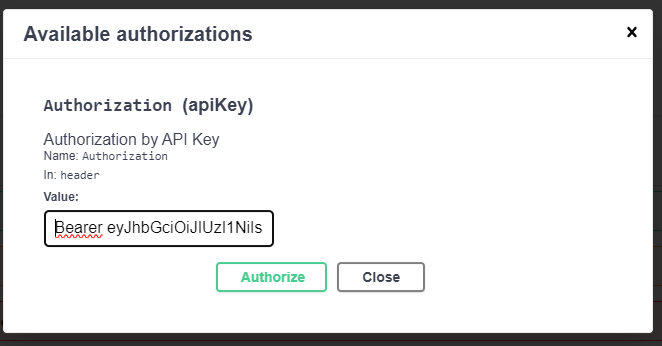 Available authorizations
Authorization (apiKey)
Authorization by API Key
Name: Authorization
In: header
Value:
Bearer eyJhbGciOiJIUzI1NiIs
Authorize Close